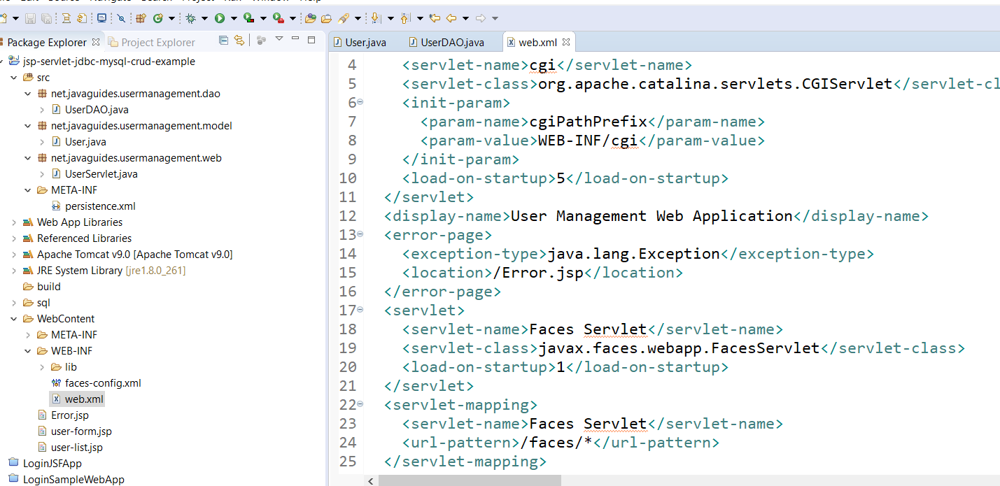 Package Explorer
Project Explorer
jsp-servlet-jdbc-mysql-crud-example
src
net.javaguides.usermanagement.dao
UserDAO.java
net.javaguides.usermanagement.model
User.java
net.javaguides.usermanagement.web
UserServlet.java
META-INF
persistence.xml
Web App Libraries
Referenced Libraries
Apache Tomcat v9.0 [Apache Tomcat v9.0]
JRE System Library [jre1.8.0_261]
build
sql
WebContent
META-INF
WEB-INF
lib
faces-config.xml
web.xml
Error.jsp
user-form.jsp
user-list.jsp
LoginJSFApp
LoginSampleWebApp
User.java
UserDAO.java
web.xml
4 <servlet-name>cgi</servlet-name>
5 <servlet-class>org.apache.catalina.servlets.CGIServlet</servlet-cl
6 <init-param>
7 <param-name>cgiPathPrefix</param-name>
8 <param-value>WEB-INF/cgi</param-value>
9 </init-param>
10 <load-on-startup>5</load-on-startup>
11 </servlet>
12 <display-name>User Management Web Application</display-name>
13 <error-page>
14 <exception-type>java.lang.Exception</exception-type>
15 <location>/Error.jsp</location>
16 </error-page>
17 <servlet>
18 <servlet-name>Faces Servlet</servlet-name>
19 <servlet-class>javax.faces.webapp.FacesServlet</servlet-class>
20 <load-on-startup>1</load-on-startup>
21 </servlet>
22 <servlet-mapping>
23 <servlet-name>Faces Servlet</servlet-name>
24 <url-pattern>/faces/*</url-pattern>
25 </servlet-mapping>